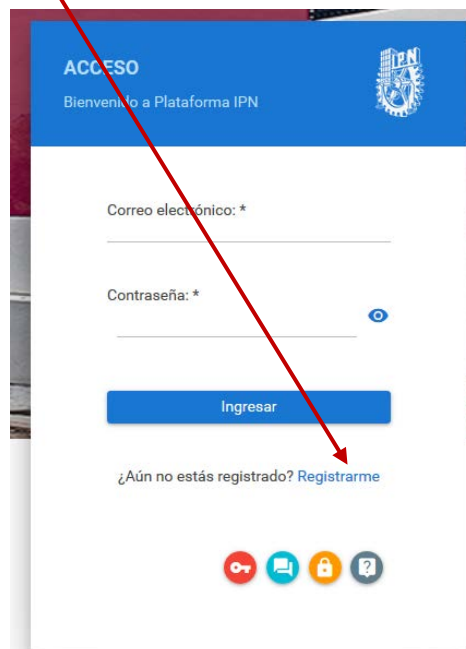 ACCESO
IPN
Bienvenido a Plataforma IPN
Correo electrónico: *
Contraseña: *
Ingresar
¿Aún no estás registrado? Registrarme